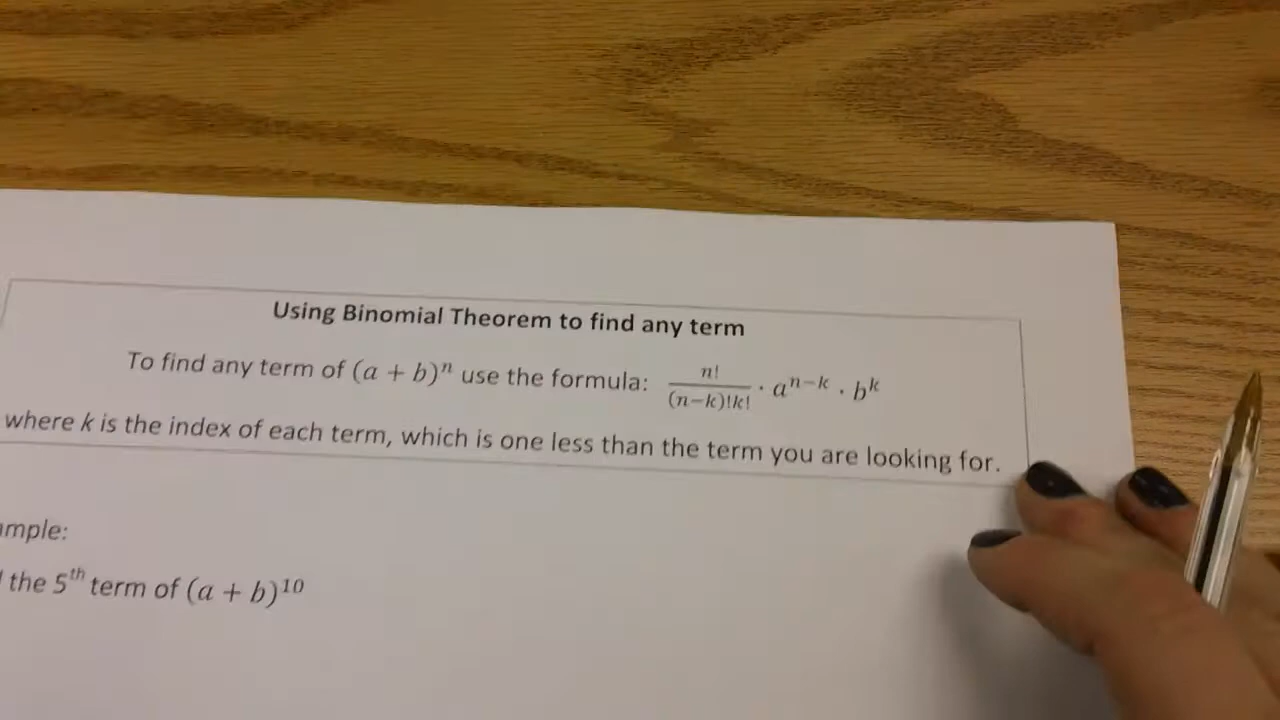 Using Binomial Theorem to find any term
To find any term of (a + b)ⁿ use the formula: n!/((n−k)!k!) · aⁿ⁻ᵏ · bᵏ
where k is the index of each term, which is one less than the term you are looking for.
ample:
the 5ᵗʰ term of (a + b)¹⁰